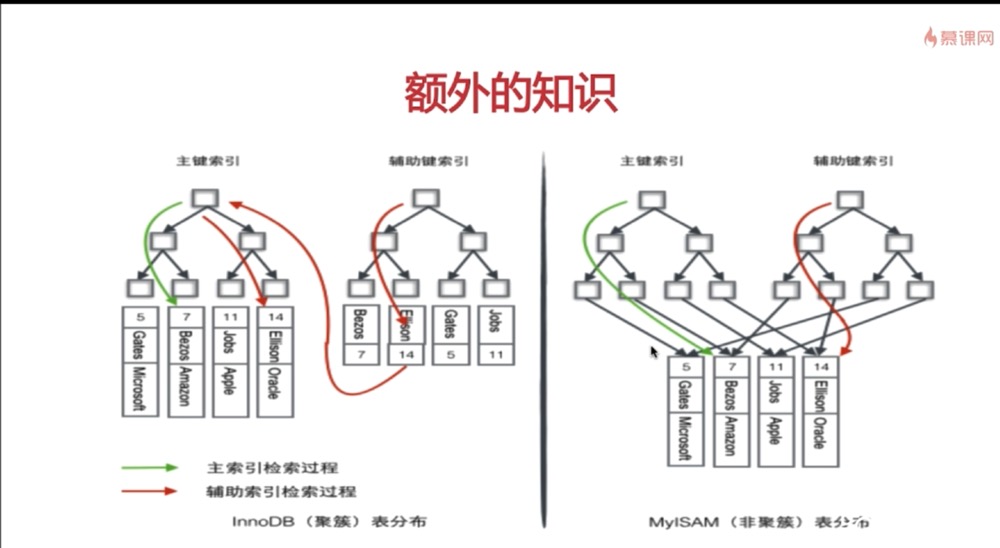 慕课网
额外的知识
主键索引
辅助键索引
主键索引
辅助键索引
5
7
11
14
Gates
Bezos
Jobs
Ellison
Microsoft
Amazon
Apple
Oracle
Bezos
Ellison
Gates
Jobs
7
14
5
11
5
7
11
14
Gates
Bezos
Jobs
Ellison
Microsoft
Amazon
Apple
Oracle
主索引检索过程
辅助索引检索过程
InnoDB（聚簇）表分布
MyISAM（非聚簇）表分布